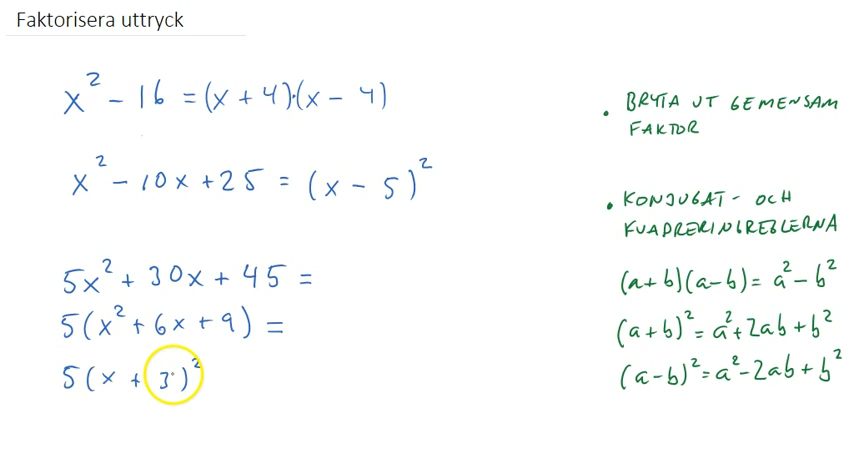 Faktorisera uttryck
x² - 16 = (x + 4)·(x - 4)
x² - 10x + 25 = (x - 5)²
5x² + 30x + 45 =
5(x² + 6x + 9) =
5(x + 3)²
• BRYTA UT GEMENSAM
FAKTOR
• KONJUGAT- OCH
KVADRERINGSREGLERNA
(a+b)(a-b) = a² - b²
(a+b)² = a² + 2ab + b²
(a-b)² = a² - 2ab + b²